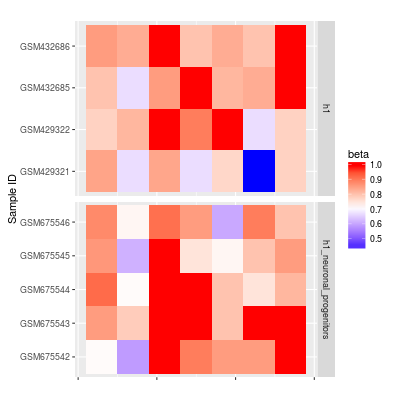 GSM432686
GSM432685
GSM429322
GSM429321
h1
GSM675546
GSM675545
GSM675544
GSM675543
GSM675542
h1_neuronal_progenitors
Sample ID
beta
1.0
0.9
0.8
0.7
0.6
0.5